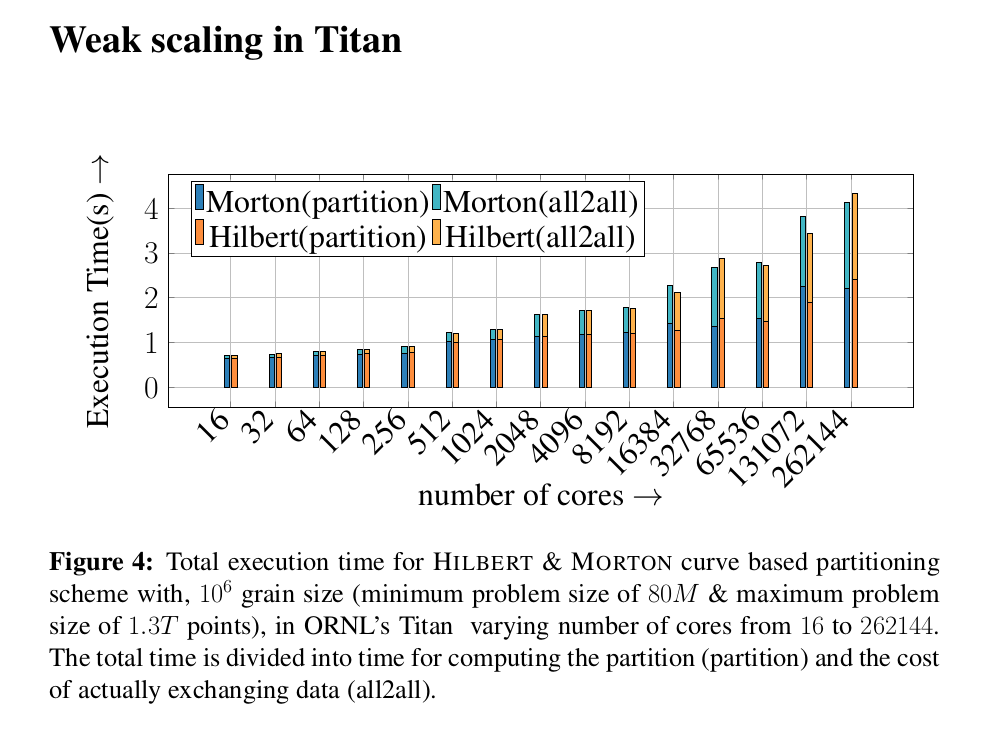 Weak scaling in Titan
Execution Time(s) →
Morton(partition) Morton(all2all)
Hilbert(partition) Hilbert(all2all)
4
3
2
1
0
16 32 64 128 256 512 1024 2048 4096 8192 16384 32768 65536 131072 262144
number of cores →
Figure 4: Total execution time for HILBERT & MORTON curve based partitioning
scheme with, 10⁶ grain size (minimum problem size of 80M & maximum problem
size of 1.3T points), in ORNL's Titan varying number of cores from 16 to 262144.
The total time is divided into time for computing the partition (partition) and the cost
of actually exchanging data (all2all).